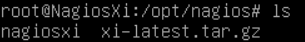 root@NagiosXi:/opt/nagios# ls
nagiosxi  xi-latest.tar.gz